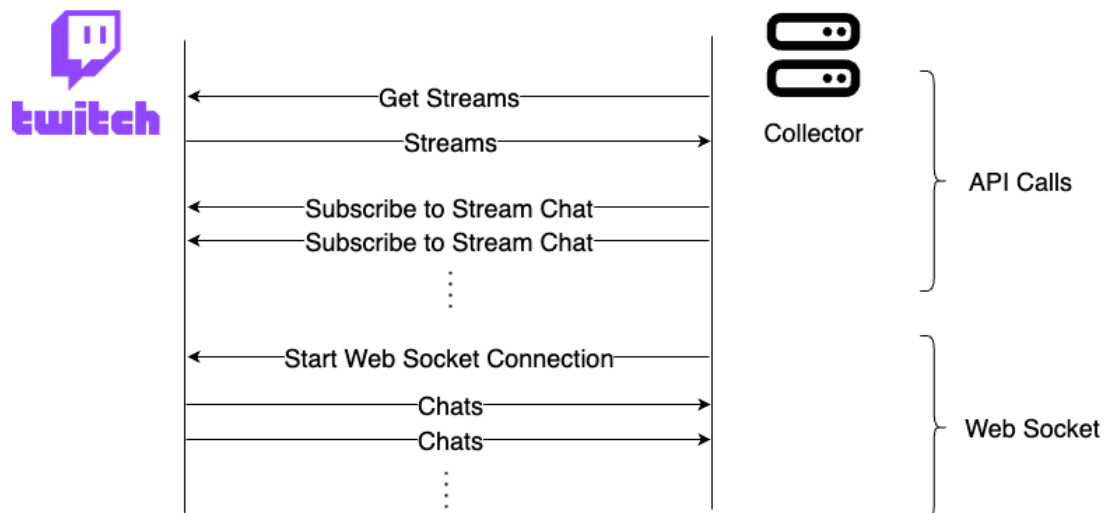 twitch
Get Streams
Collector
Streams
API Calls
Subscribe to Stream Chat
Subscribe to Stream Chat
Start Web Socket Connection
Chats
Web Socket
Chats